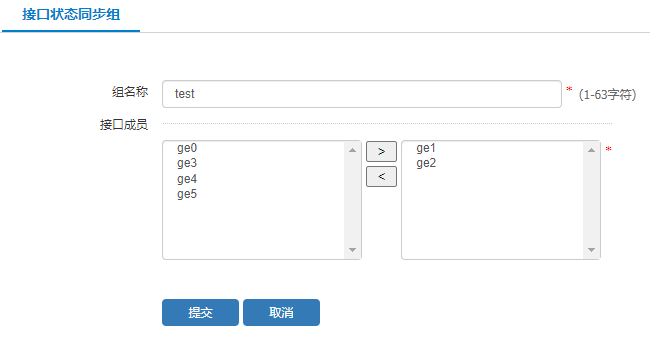 接口状态同步组
组名称 test * (1-63字符)
接口成员
ge0 > ge1 *
ge3 < ge2
ge4
ge5
提交 取消